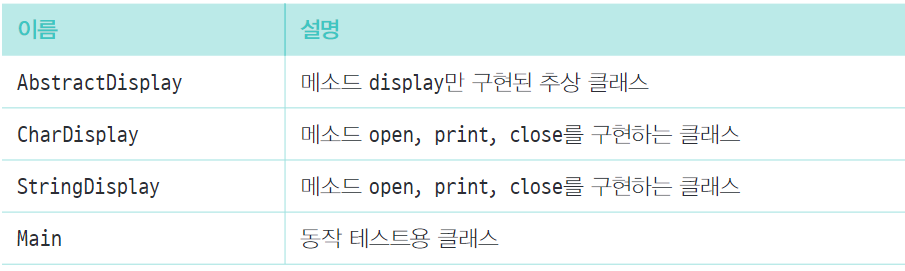 이름 설명
AbstractDisplay 메소드 display만 구현된 추상 클래스
CharDisplay 메소드 open, print, close를 구현하는 클래스
StringDisplay 메소드 open, print, close를 구현하는 클래스
Main 동작 테스트용 클래스